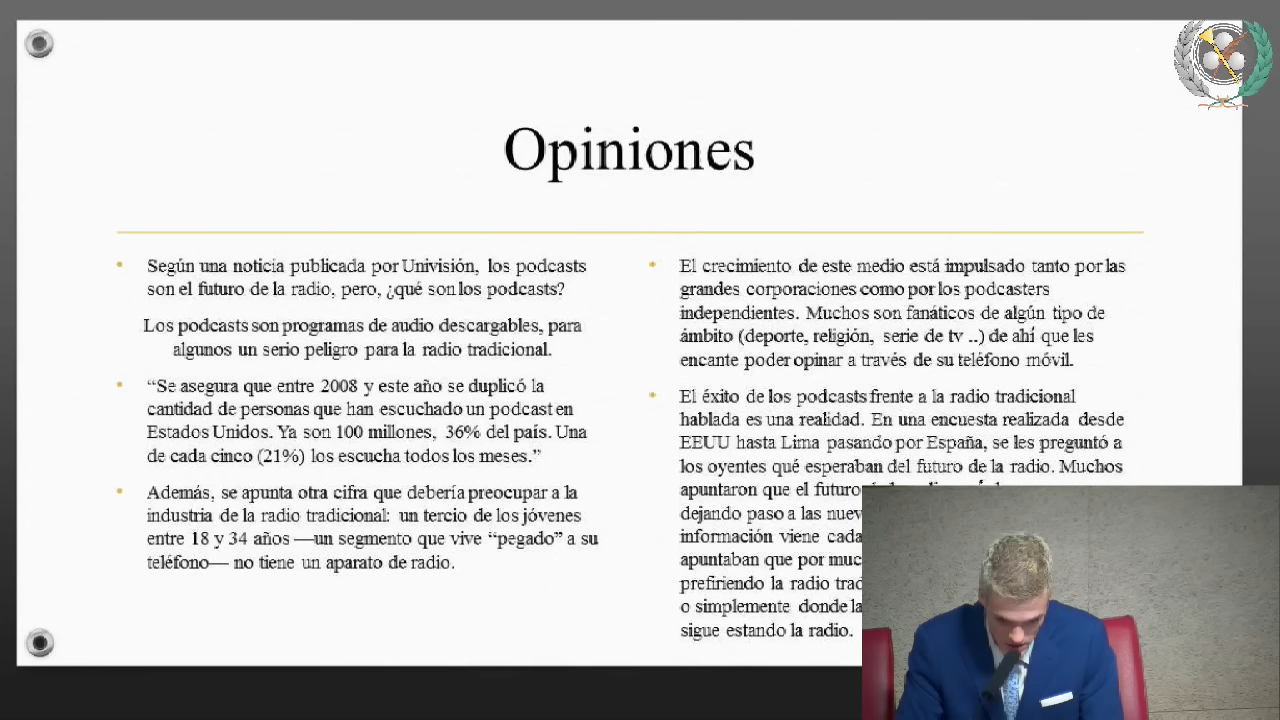 Opiniones
Según una noticia publicada por Univisión, los podcasts
son el futuro de la radio, pero, ¿qué son los podcasts?
Los podcasts son programas de audio descargables, para
algunos un serio peligro para la radio tradicional.
“Se asegura que entre 2008 y este año se duplicó la
cantidad de personas que han escuchado un podcast en
Estados Unidos. Ya son 100 millones, 36% del país. Una
de cada cinco (21%) los escucha todos los meses.”
Además, se apunta otra cifra que debería preocupar a la
industria de la radio tradicional: un tercio de los jóvenes
entre 18 y 34 años —un segmento que vive “pegado” a su
teléfono— no tiene un aparato de radio.
El crecimiento de este medio está impulsado tanto por las
grandes corporaciones como por los podcasters
independientes. Muchos son fanáticos de algún tipo de
ámbito (deporte, religión, serie de tv ..) de ahí que les
encante poder opinar a través de su teléfono móvil.
El éxito de los podcasts frente a la radio tradicional
hablada es una realidad. En una encuesta realizada desde
EEUU hasta Lima pasando por España, se les preguntó a
los oyentes qué esperaban del futuro de la radio. Muchos
apuntaron que el futuro
dejando paso a las
información viene cada
apuntaban que por
prefiriendo la radio
o simplemente donde la
sigue estando la radio.